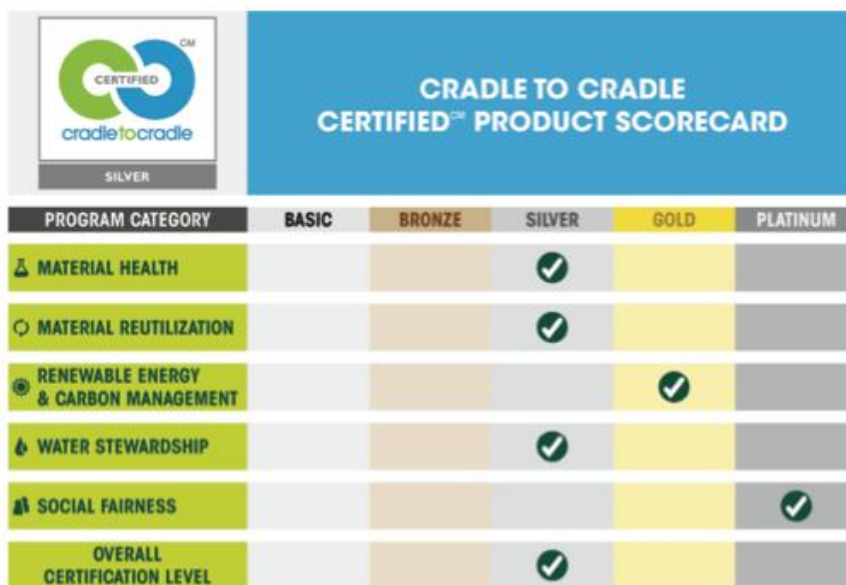 CM
CERTIFIED
cradletocradle
SILVER
CRADLE TO CRADLE
CERTIFIED℠ PRODUCT SCORECARD
PROGRAM CATEGORY BASIC BRONZE SILVER GOLD PLATINUM
MATERIAL HEALTH
MATERIAL REUTILIZATION
RENEWABLE ENERGY
& CARBON MANAGEMENT
WATER STEWARDSHIP
SOCIAL FAIRNESS
OVERALL
CERTIFICATION LEVEL